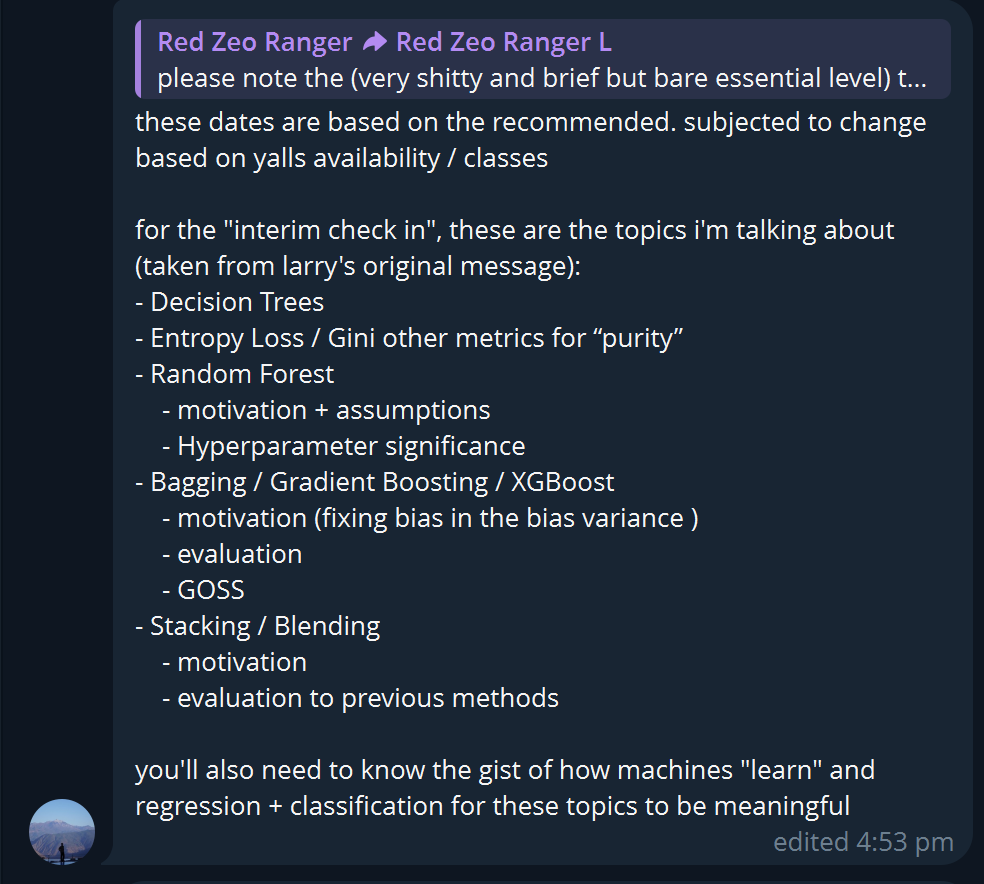 Red Zeo Ranger Red Zeo Ranger L
please note the (very shitty and brief but bare essential level) t...
these dates are based on the recommended. subjected to change
based on yalls availability / classes
for the "interim check in", these are the topics i'm talking about
(taken from larry's original message):
- Decision Trees
- Entropy Loss / Gini other metrics for “purity”
- Random Forest
- motivation + assumptions
- Hyperparameter significance
- Bagging / Gradient Boosting / XGBoost
- motivation (fixing bias in the bias variance )
- evaluation
- GOSS
- Stacking / Blending
- motivation
- evaluation to previous methods
you'll also need to know the gist of how machines "learn" and
regression + classification for these topics to be meaningful
edited 4:53 pm